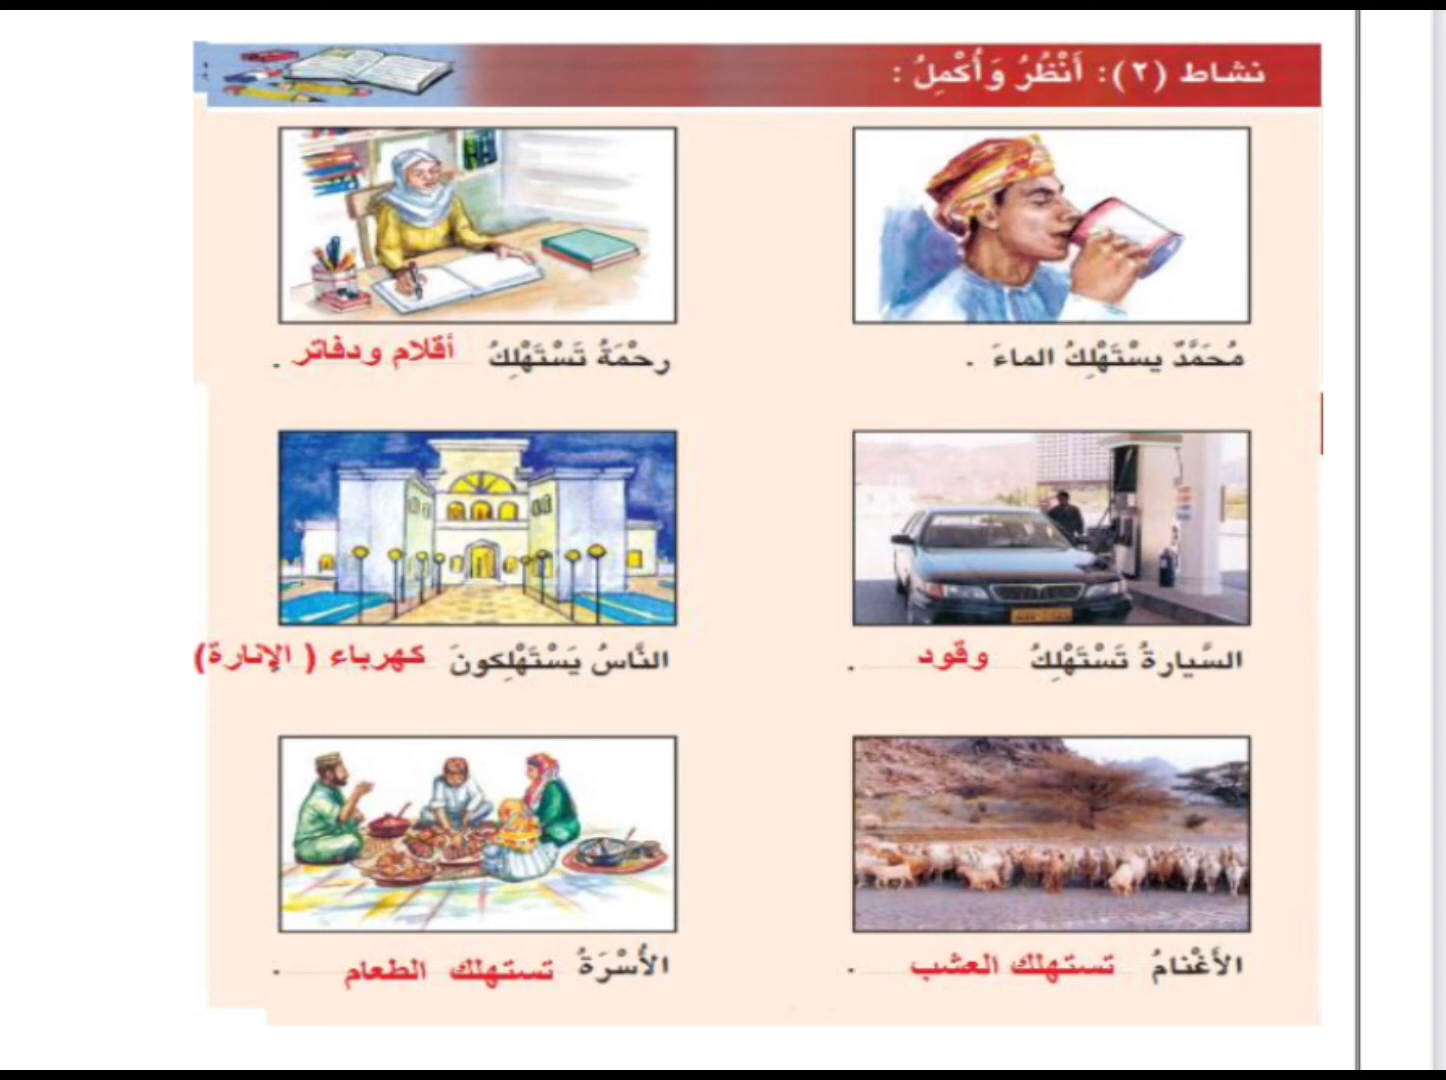 نشاط (٢): أَنْظُرُ وَأُكْمِلُ :
مُحَمَّدٌ يسْتَهْلِكُ الماءَ .
رحْمَةُ تَسْتَهْلِكُ أقلام ودفاتر .
السَّيارةُ تَسْتَهْلِكُ وقود .
النَّاسُ يَسْتَهْلِكونَ كهرباء ( الإنارة)
الأَغْنامُ تستهلك العشب .
الأُسْرَةُ تستهلك الطعام .